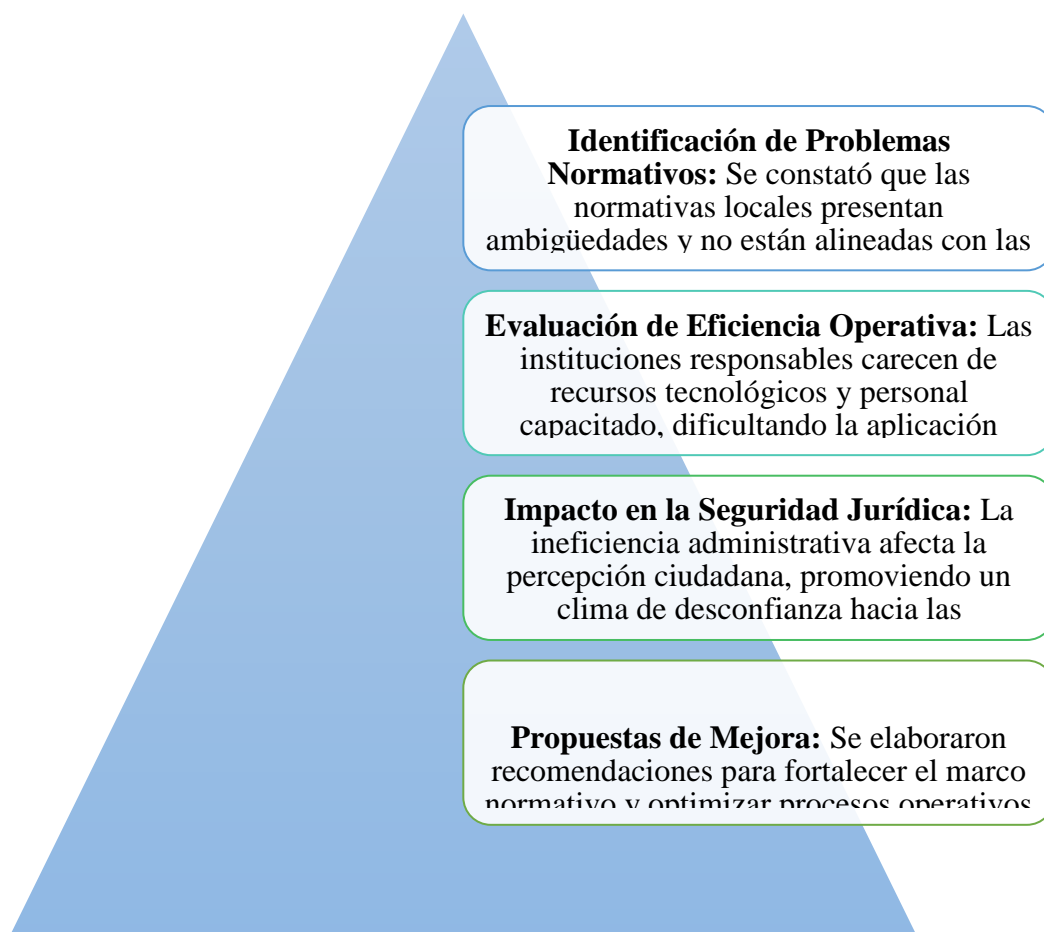 Identificación de Problemas
Normativos: Se constató que las
normativas locales presentan
ambigüedades y no están alineadas con las
Evaluación de Eficiencia Operativa: Las
instituciones responsables carecen de
recursos tecnológicos y personal
capacitado, dificultando la aplicación
Impacto en la Seguridad Jurídica: La
ineficiencia administrativa afecta la
percepción ciudadana, promoviendo un
clima de desconfianza hacia las
Propuestas de Mejora: Se elaboraron
recomendaciones para fortalecer el marco
normativo y optimizar procesos operativos